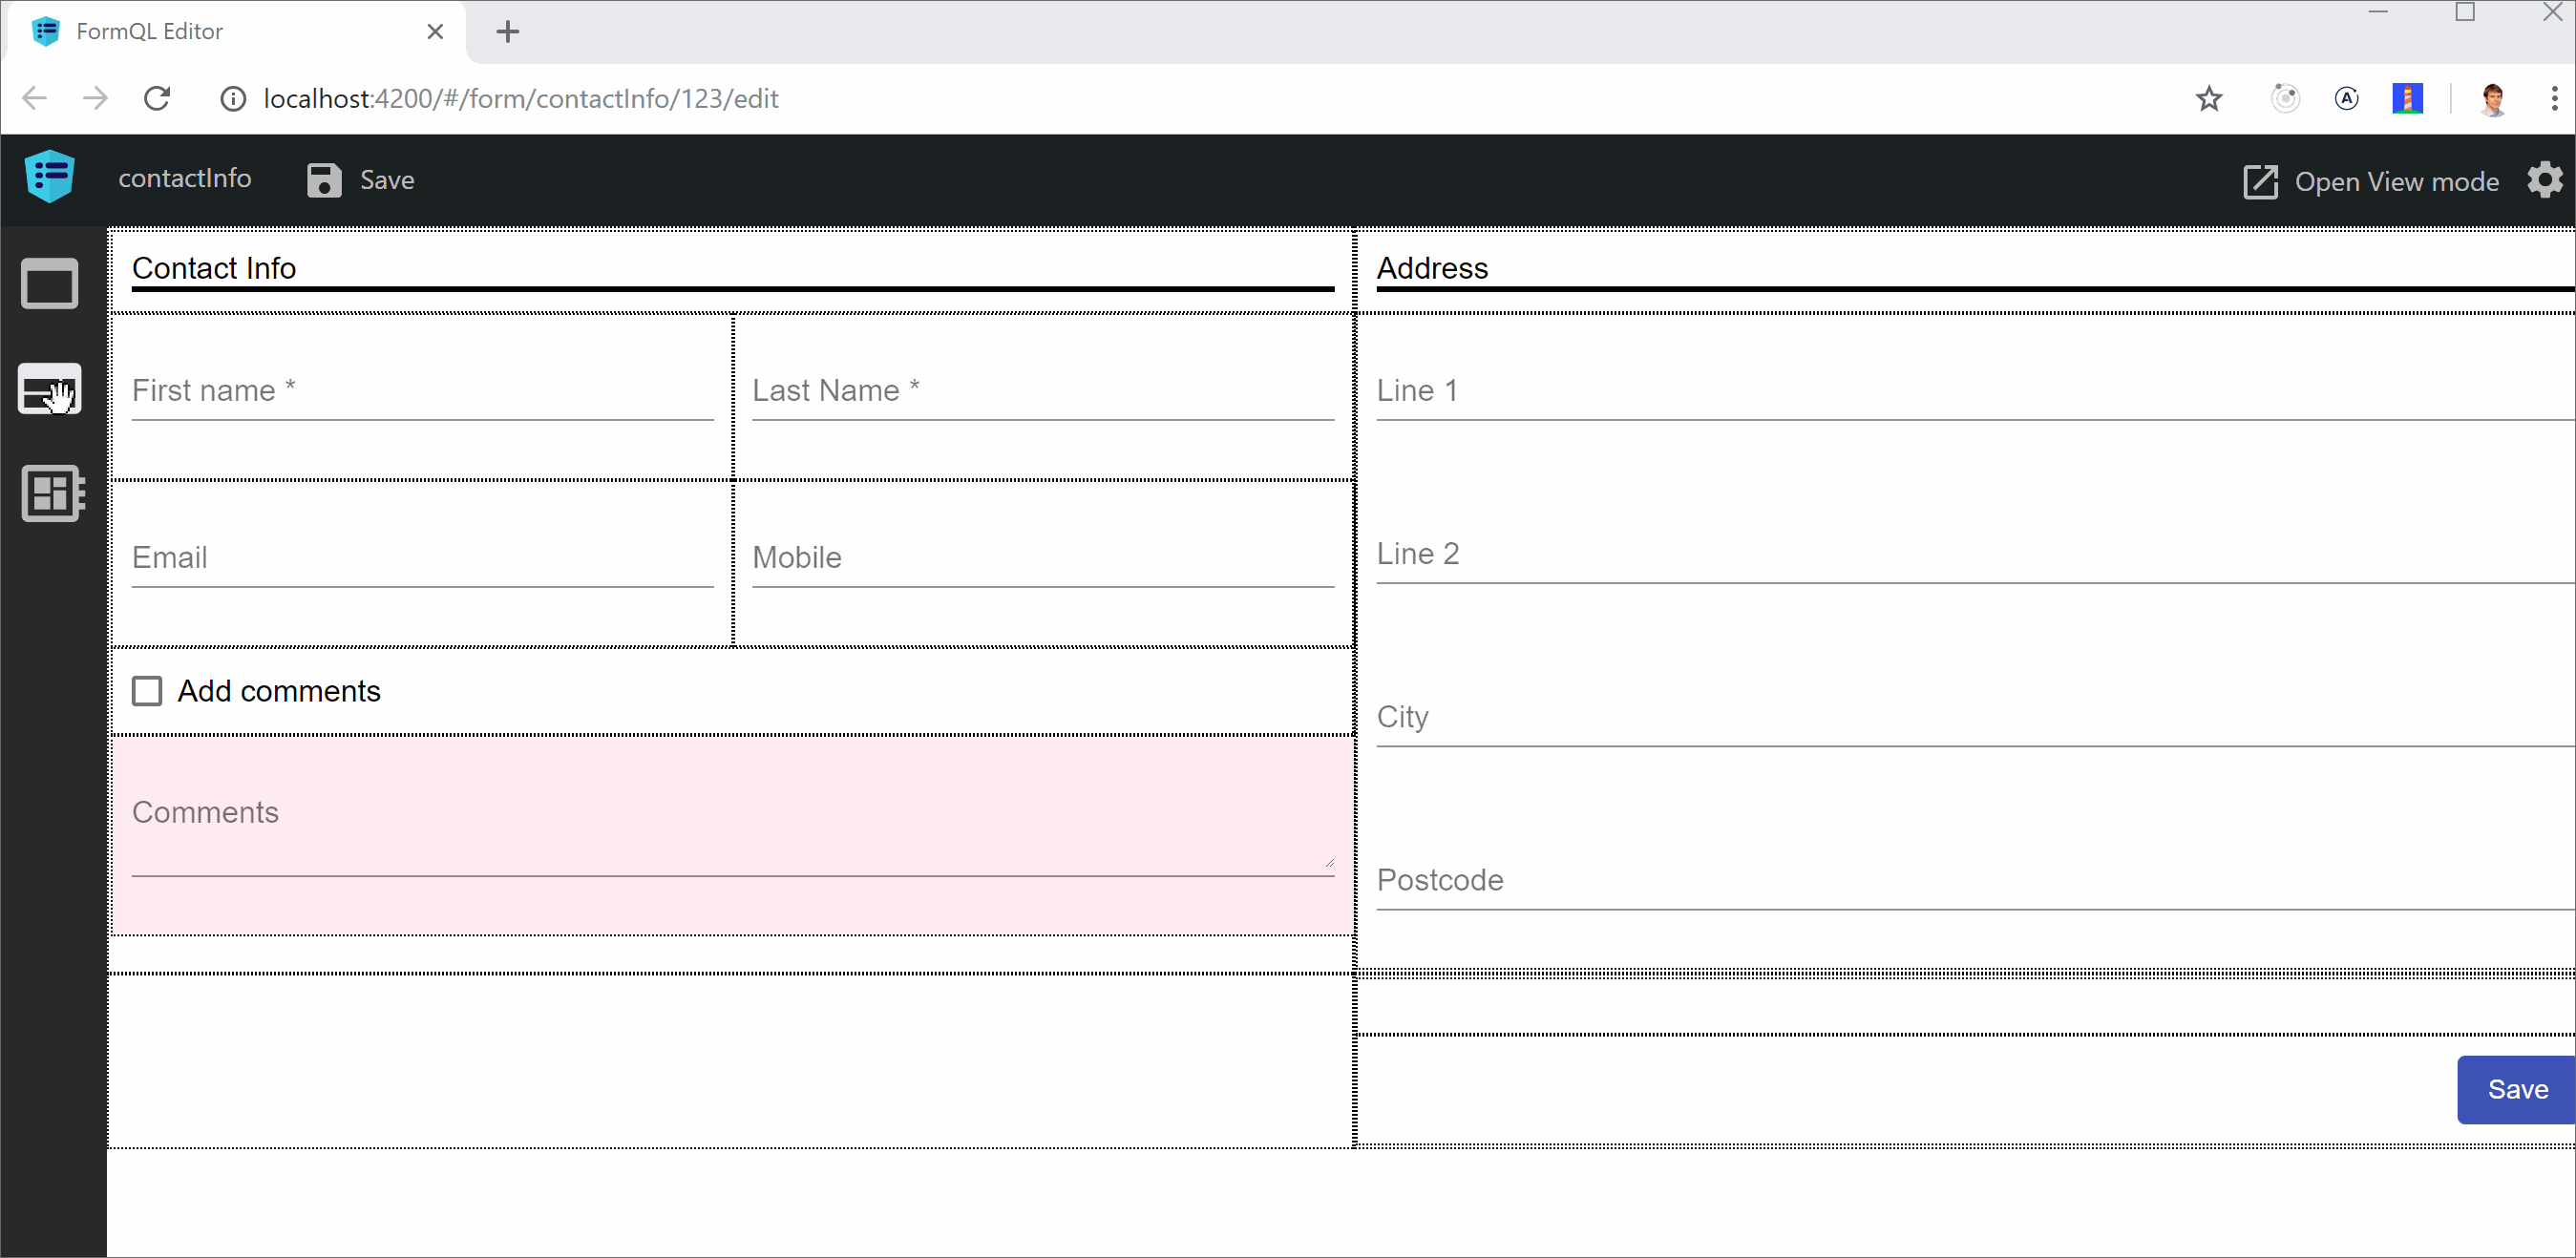 FormQL Editor
localhost:4200/#/form/contactInfo/123/edit
contactInfo
Save
Open View mode
Contact Info
Address
First name *
Last Name *
Line 1
Email
Mobile
Line 2
Add comments
City
Comments
Postcode
Save